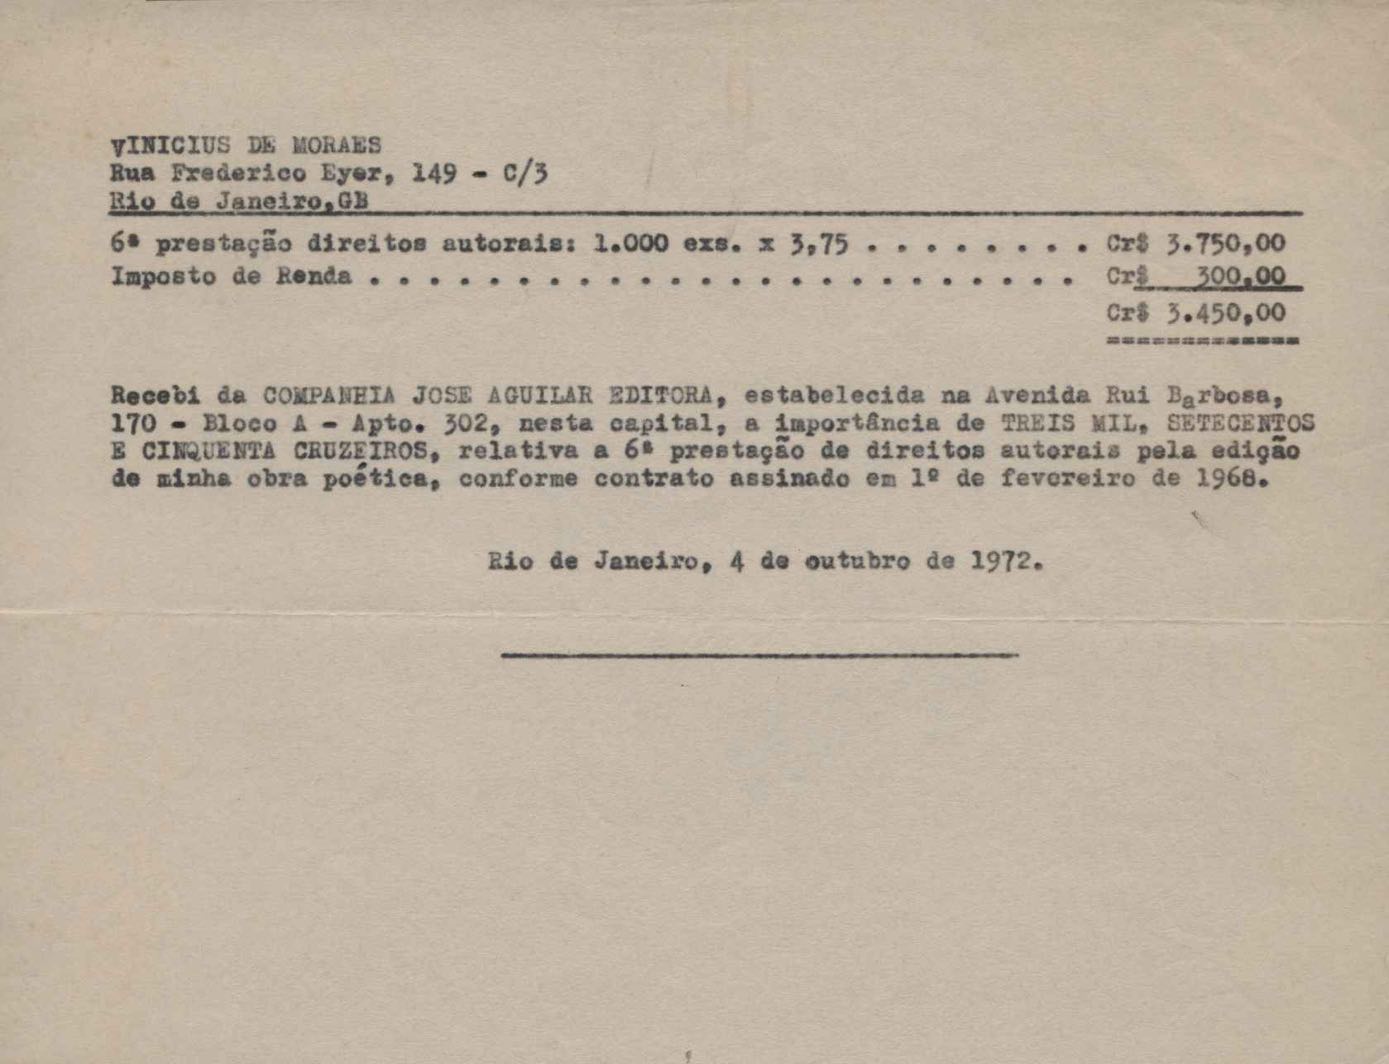 VINICIUS DE MORAES
Rua Frederico Eyer, 149 - C/3
Rio de Janeiro,GB
6ª prestação direitos autorais: 1.000 exs. x 3,75 . . . . . . . . . Cr$ 3.750,00
Imposto de Renda . . . . . . . . . . . . . . . . . . . . . . . . Cr$ 300,00
Cr$ 3.450,00
=============
Recebi da COMPANHIA JOSE AGUILAR EDITORA, estabelecida na Avenida Rui Barbosa,
170 - Bloco A - Apto. 302, nesta capital, a importância de TREIS MIL, SETECENTOS
E CINQUENTA CRUZEIROS, relativa a 6ª prestação de direitos autorais pela edição
de minha obra poética, conforme contrato assinado em 1º de fevereiro de 1968.
Rio de Janeiro, 4 de outubro de 1972.